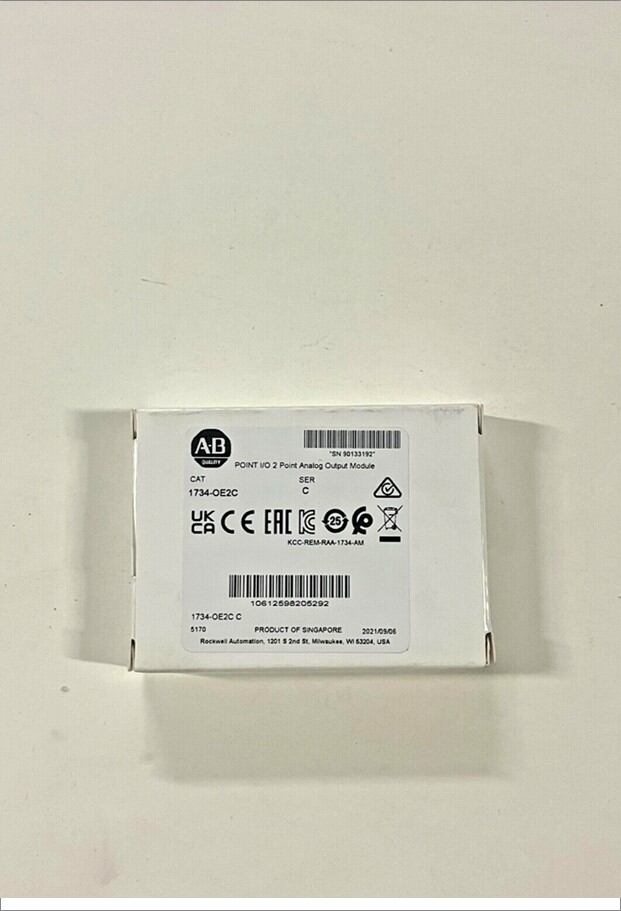 A·B
QUALITY
"SN 90133192"
POINT I/O 2 Point Analog Output Module
CAT
SER
1734-OE2C
C
UK CA CE EAC 25
KCC-REM-RAA-1734-AM
10612598205292
1734-OE2C C
5170 PRODUCT OF SINGAPORE 2021/09/06
Rockwell Automation, 1201 S 2nd St, Milwaukee, WI 53204, USA